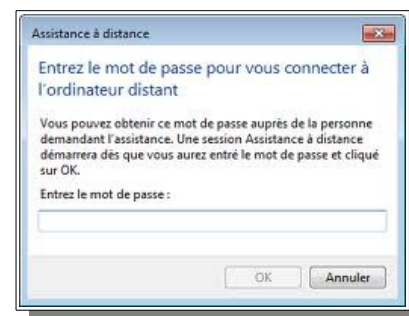 Assistance à distance
Entrez le mot de passe pour vous connecter à
l'ordinateur distant
Vous pouvez obtenir ce mot de passe auprès de la personne
demandant l'assistance. Une session Assistance à distance
démarrera dès que vous aurez entré le mot de passe et cliqué
sur OK.
Entrez le mot de passe :
OK Annuler